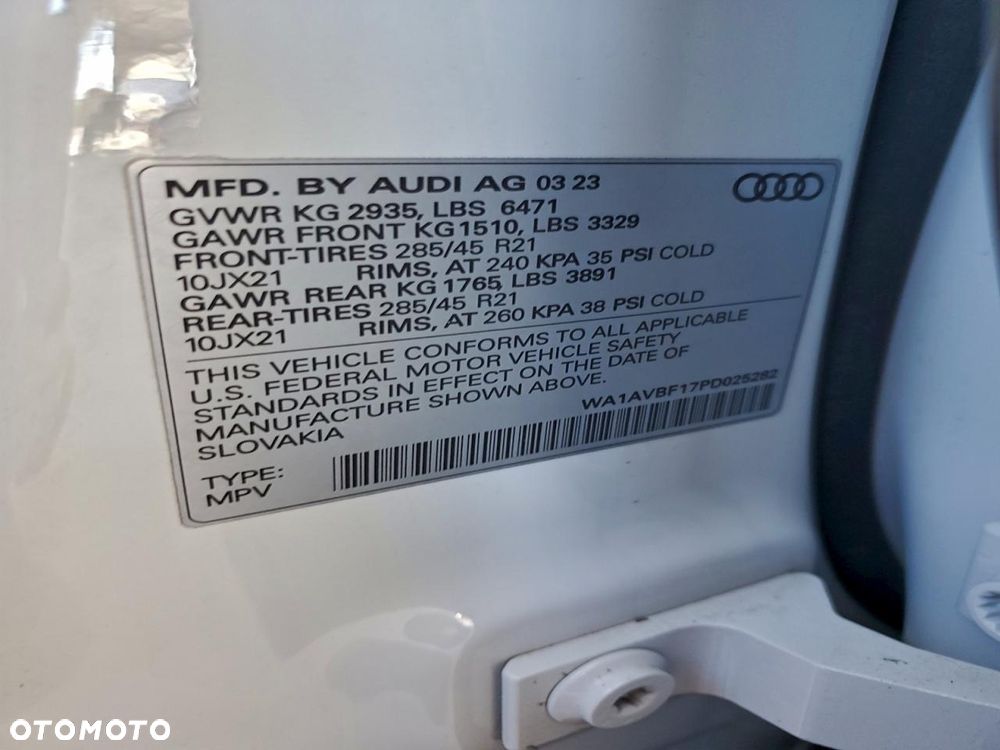 MFD. BY AUDI AG 03 23
GVWR KG 2935, LBS 6471
GAWR FRONT KG1510, LBS 3329
FRONT-TIRES 285/45 R21
10JX21 RIMS, AT 240 KPA 35 PSI COLD
GAWR REAR KG 1765, LBS 3891
REAR-TIRES 285/45 R21
10JX21 RIMS, AT 260 KPA 38 PSI COLD
THIS VEHICLE CONFORMS TO ALL APPLICABLE
U.S. FEDERAL MOTOR VEHICLE SAFETY
STANDARDS IN EFFECT ON THE DATE OF
MANUFACTURE SHOWN ABOVE.
SLOVAKIA
WA1AVBF17PD025282
TYPE:
MPV
OTOMOTO